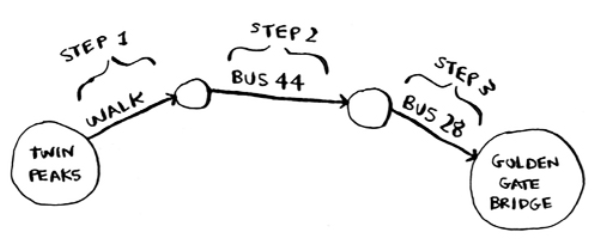 STEP 1
STEP 2
STEP 3
WALK
BUS 44
BUS 28
TWIN
PEAKS
GOLDEN
GATE
BRIDGE